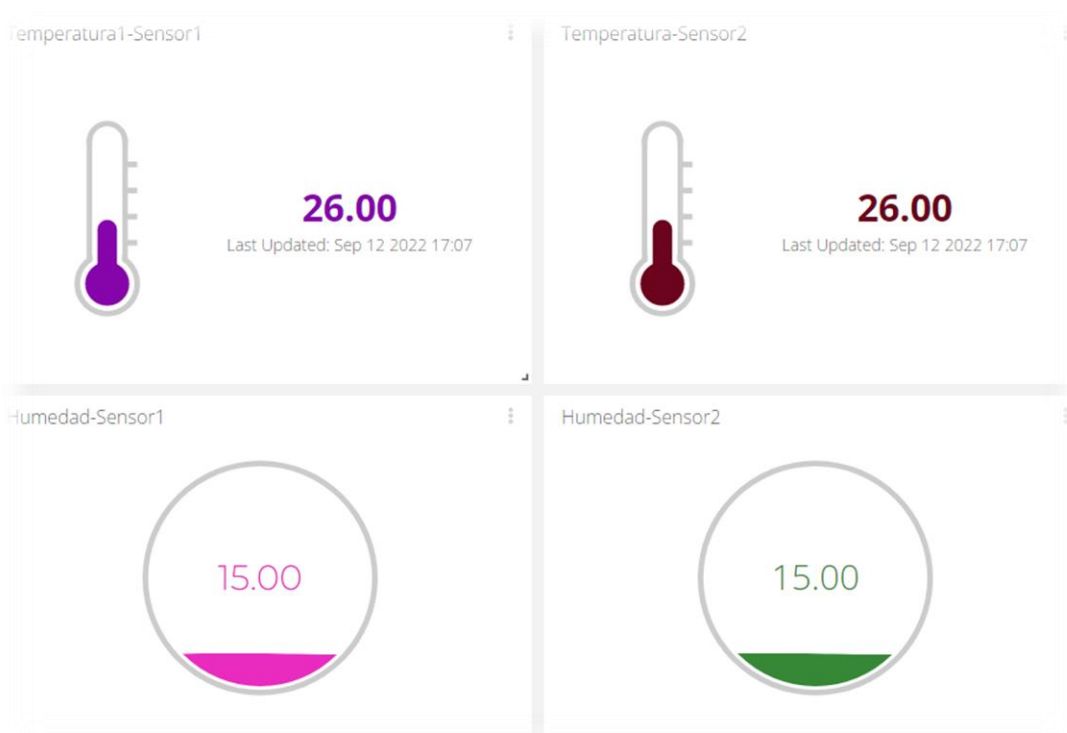 Temperatura1-Sensor1
Temperatura-Sensor2
26.00
Last Updated: Sep 12 2022 17:07
26.00
Last Updated: Sep 12 2022 17:07
Humedad-Sensor1
Humedad-Sensor2
15.00
15.00